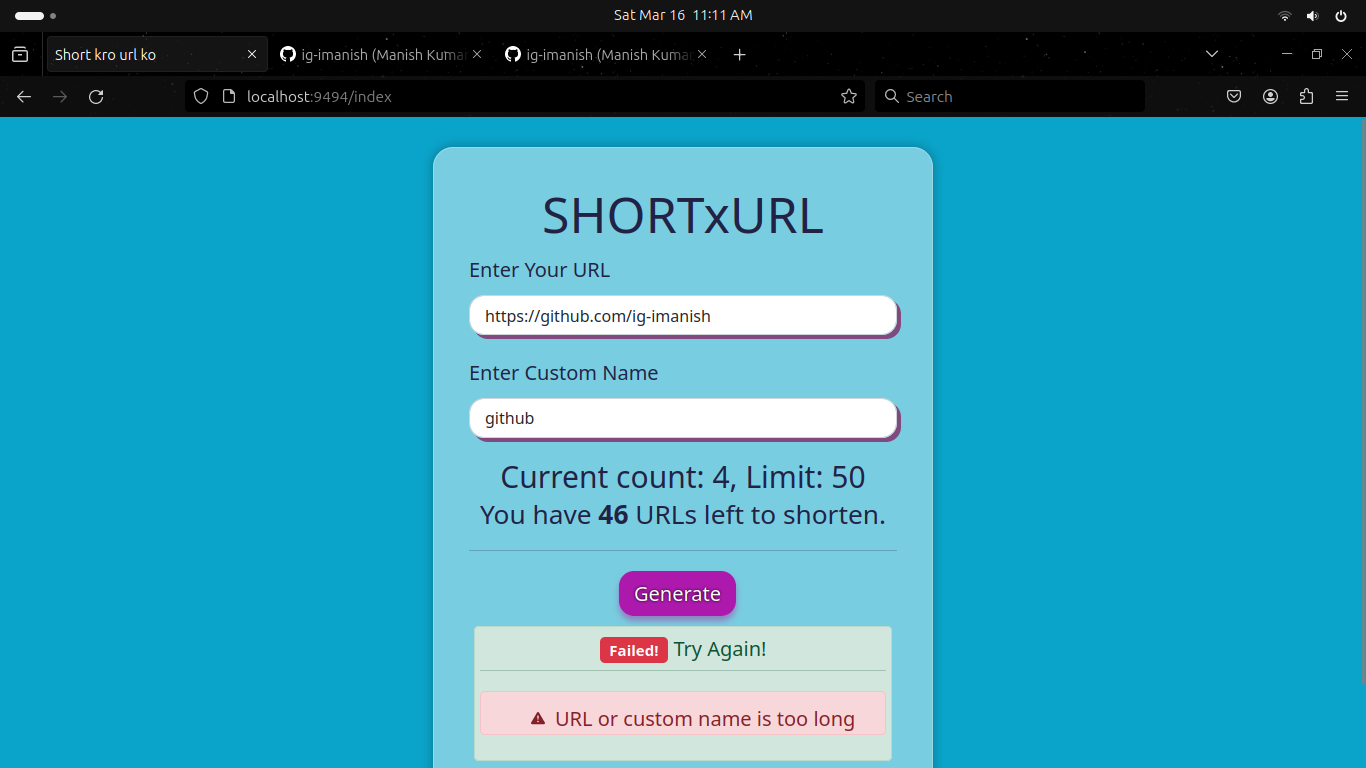 Sat Mar 16 11:11 AM
Short kro url ko
ig-imanish (Manish Kuma
ig-imanish (Manish Kumar
localhost:9494/index
Search
SHORTxURL
Enter Your URL
https://github.com/ig-imanish
Enter Custom Name
github
Current count: 4, Limit: 50
You have 46 URLs left to shorten.
Generate
Failed! Try Again!
URL or custom name is too long